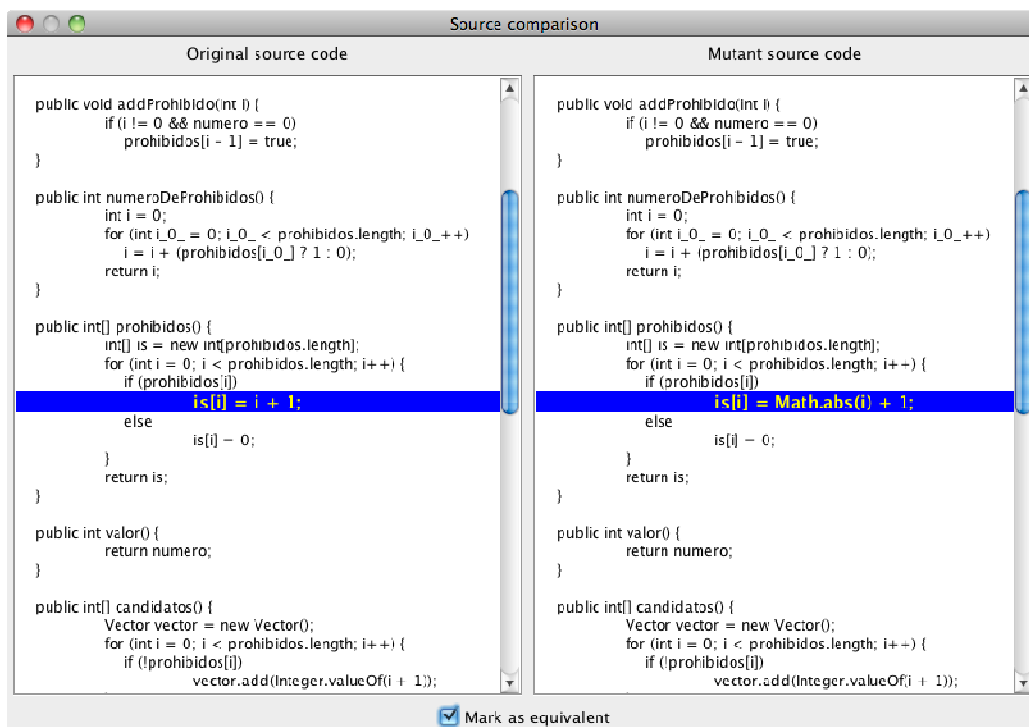 Source comparison
Original source code
public void addProhibido(int i) {
if (i != 0 && numero == 0)
prohibidos[i - 1] = true;
}
public int numeroDeProhibidos() {
int i = 0;
for (int i_0_ = 0; i_0_ < prohibidos.length; i_0_++)
i = i + (prohibidos[i_0_] ? 1 : 0);
return i;
}
public int[] prohibidos() {
int[] is = new int[prohibidos.length];
for (int i = 0; i < prohibidos.length; i++) {
if (prohibidos[i])
is[i] = i + 1;
else
is[i] = 0;
}
return is;
}
public int valor() {
return numero;
}
public int[] candidatos() {
Vector vector = new Vector();
for (int i = 0; i < prohibidos.length; i++) {
if (!prohibidos[i])
vector.add(Integer.valueOf(i + 1));
Mutant source code
public void addProhibido(int i) {
if (i != 0 && numero == 0)
prohibidos[i - 1] = true;
}
public int numeroDeProhibidos() {
int i = 0;
for (int i_0_ = 0; i_0_ < prohibidos.length; i_0_++)
i = i + (prohibidos[i_0_] ? 1 : 0);
return i;
}
public int[] prohibidos() {
int[] is = new int[prohibidos.length];
for (int i = 0; i < prohibidos.length; i++) {
if (prohibidos[i])
is[i] = Math.abs(i) + 1;
else
is[i] = 0;
}
return is;
}
public int valor() {
return numero;
}
public int[] candidatos() {
Vector vector = new Vector();
for (int i = 0; i < prohibidos.length; i++) {
if (!prohibidos[i])
vector.add(Integer.valueOf(i + 1));
Mark as equivalent